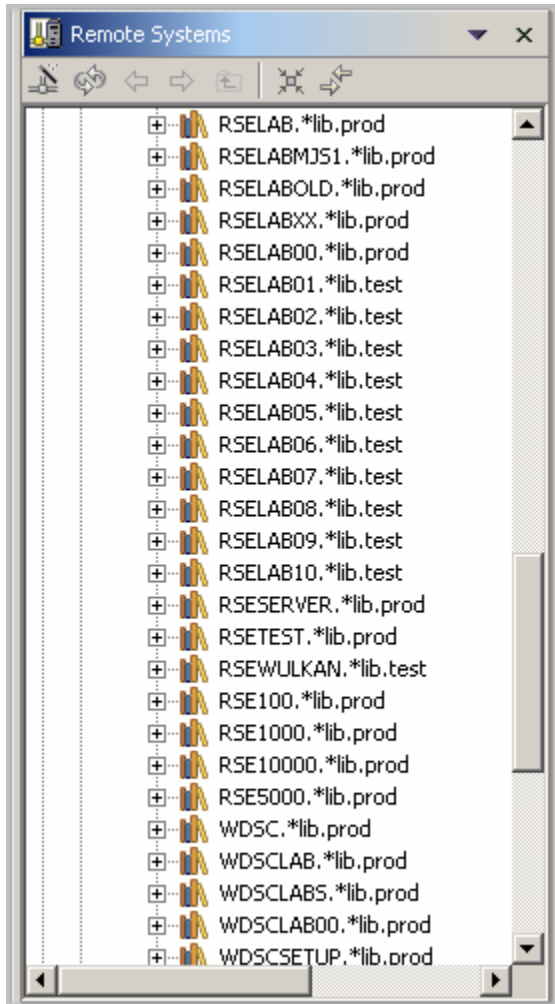 Remote Systems
RSELAB.*lib.prod
RSELABMJS1.*lib.prod
RSELABOLD.*lib.prod
RSELABXX.*lib.prod
RSELAB00.*lib.prod
RSELAB01.*lib.test
RSELAB02.*lib.test
RSELAB03.*lib.test
RSELAB04.*lib.test
RSELAB05.*lib.test
RSELAB06.*lib.test
RSELAB07.*lib.test
RSELAB08.*lib.test
RSELAB09.*lib.test
RSELAB10.*lib.test
RSESERVER.*lib.prod
RSETEST.*lib.prod
RSEWULKAN.*lib.test
RSE100.*lib.prod
RSE1000.*lib.prod
RSE10000.*lib.prod
RSE5000.*lib.prod
WDSC.*lib.prod
WDSCLAB.*lib.prod
WDSCLABS.*lib.prod
WDSCLAB00.*lib.prod
WDSCSETUP.*lib.prod